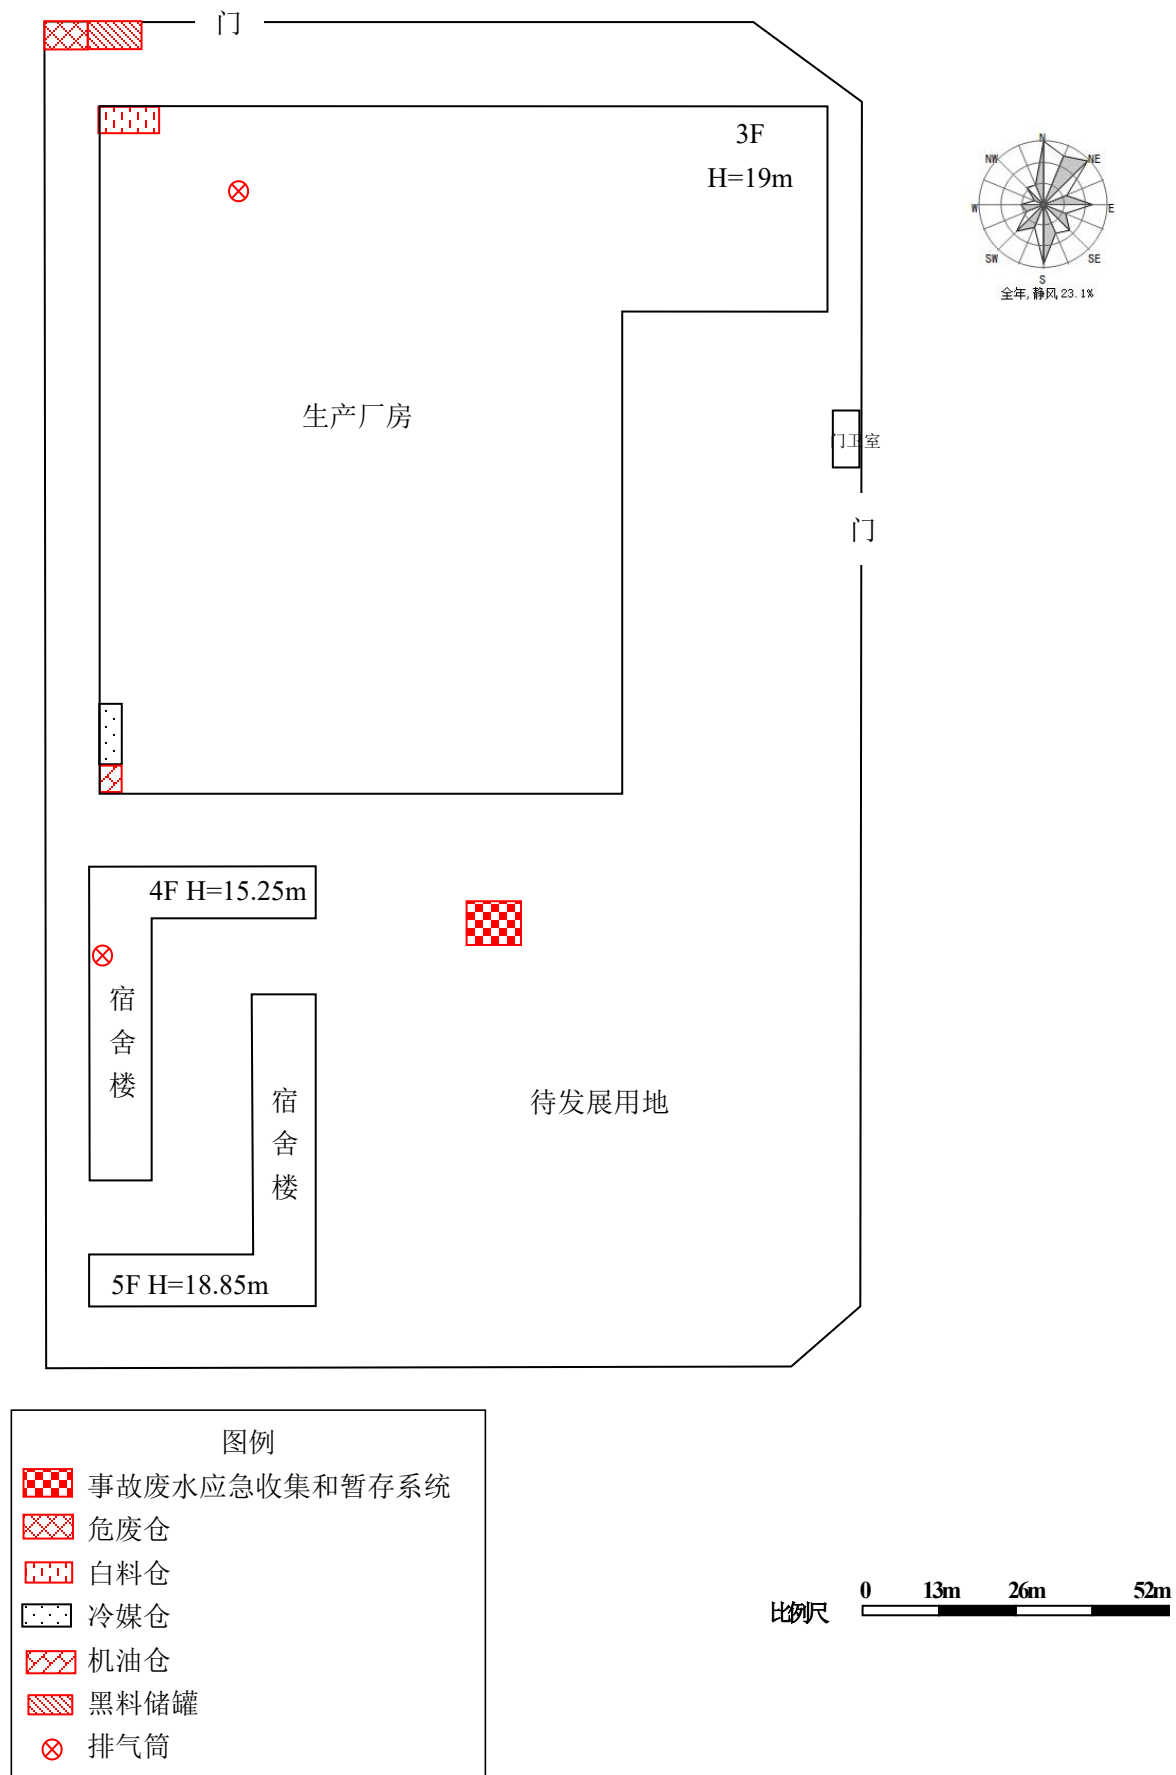 门
3F
H=19m
N
NW
NE
W
E
SW
SE
S
全年,静风 23.1%
生产厂房
门卫室
门
4F H=15.25m
宿舍楼
宿舍楼
待发展用地
5F H=18.85m
图例
事故废水应急收集和暂存系统
危废仓
白料仓
冷媒仓
机油仓
黑料储罐
排气筒
比例尺
0 13m 26m 52m